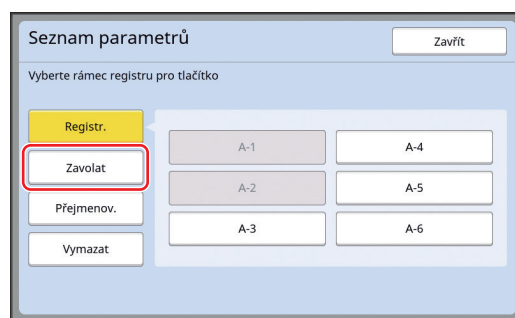 Seznam parametrů
Zavřít
Vyberte rámec registru pro tlačítko
Registr.
Zavolat
Přejmenov.
Vymazat
A-1
A-4
A-2
A-5
A-3
A-6